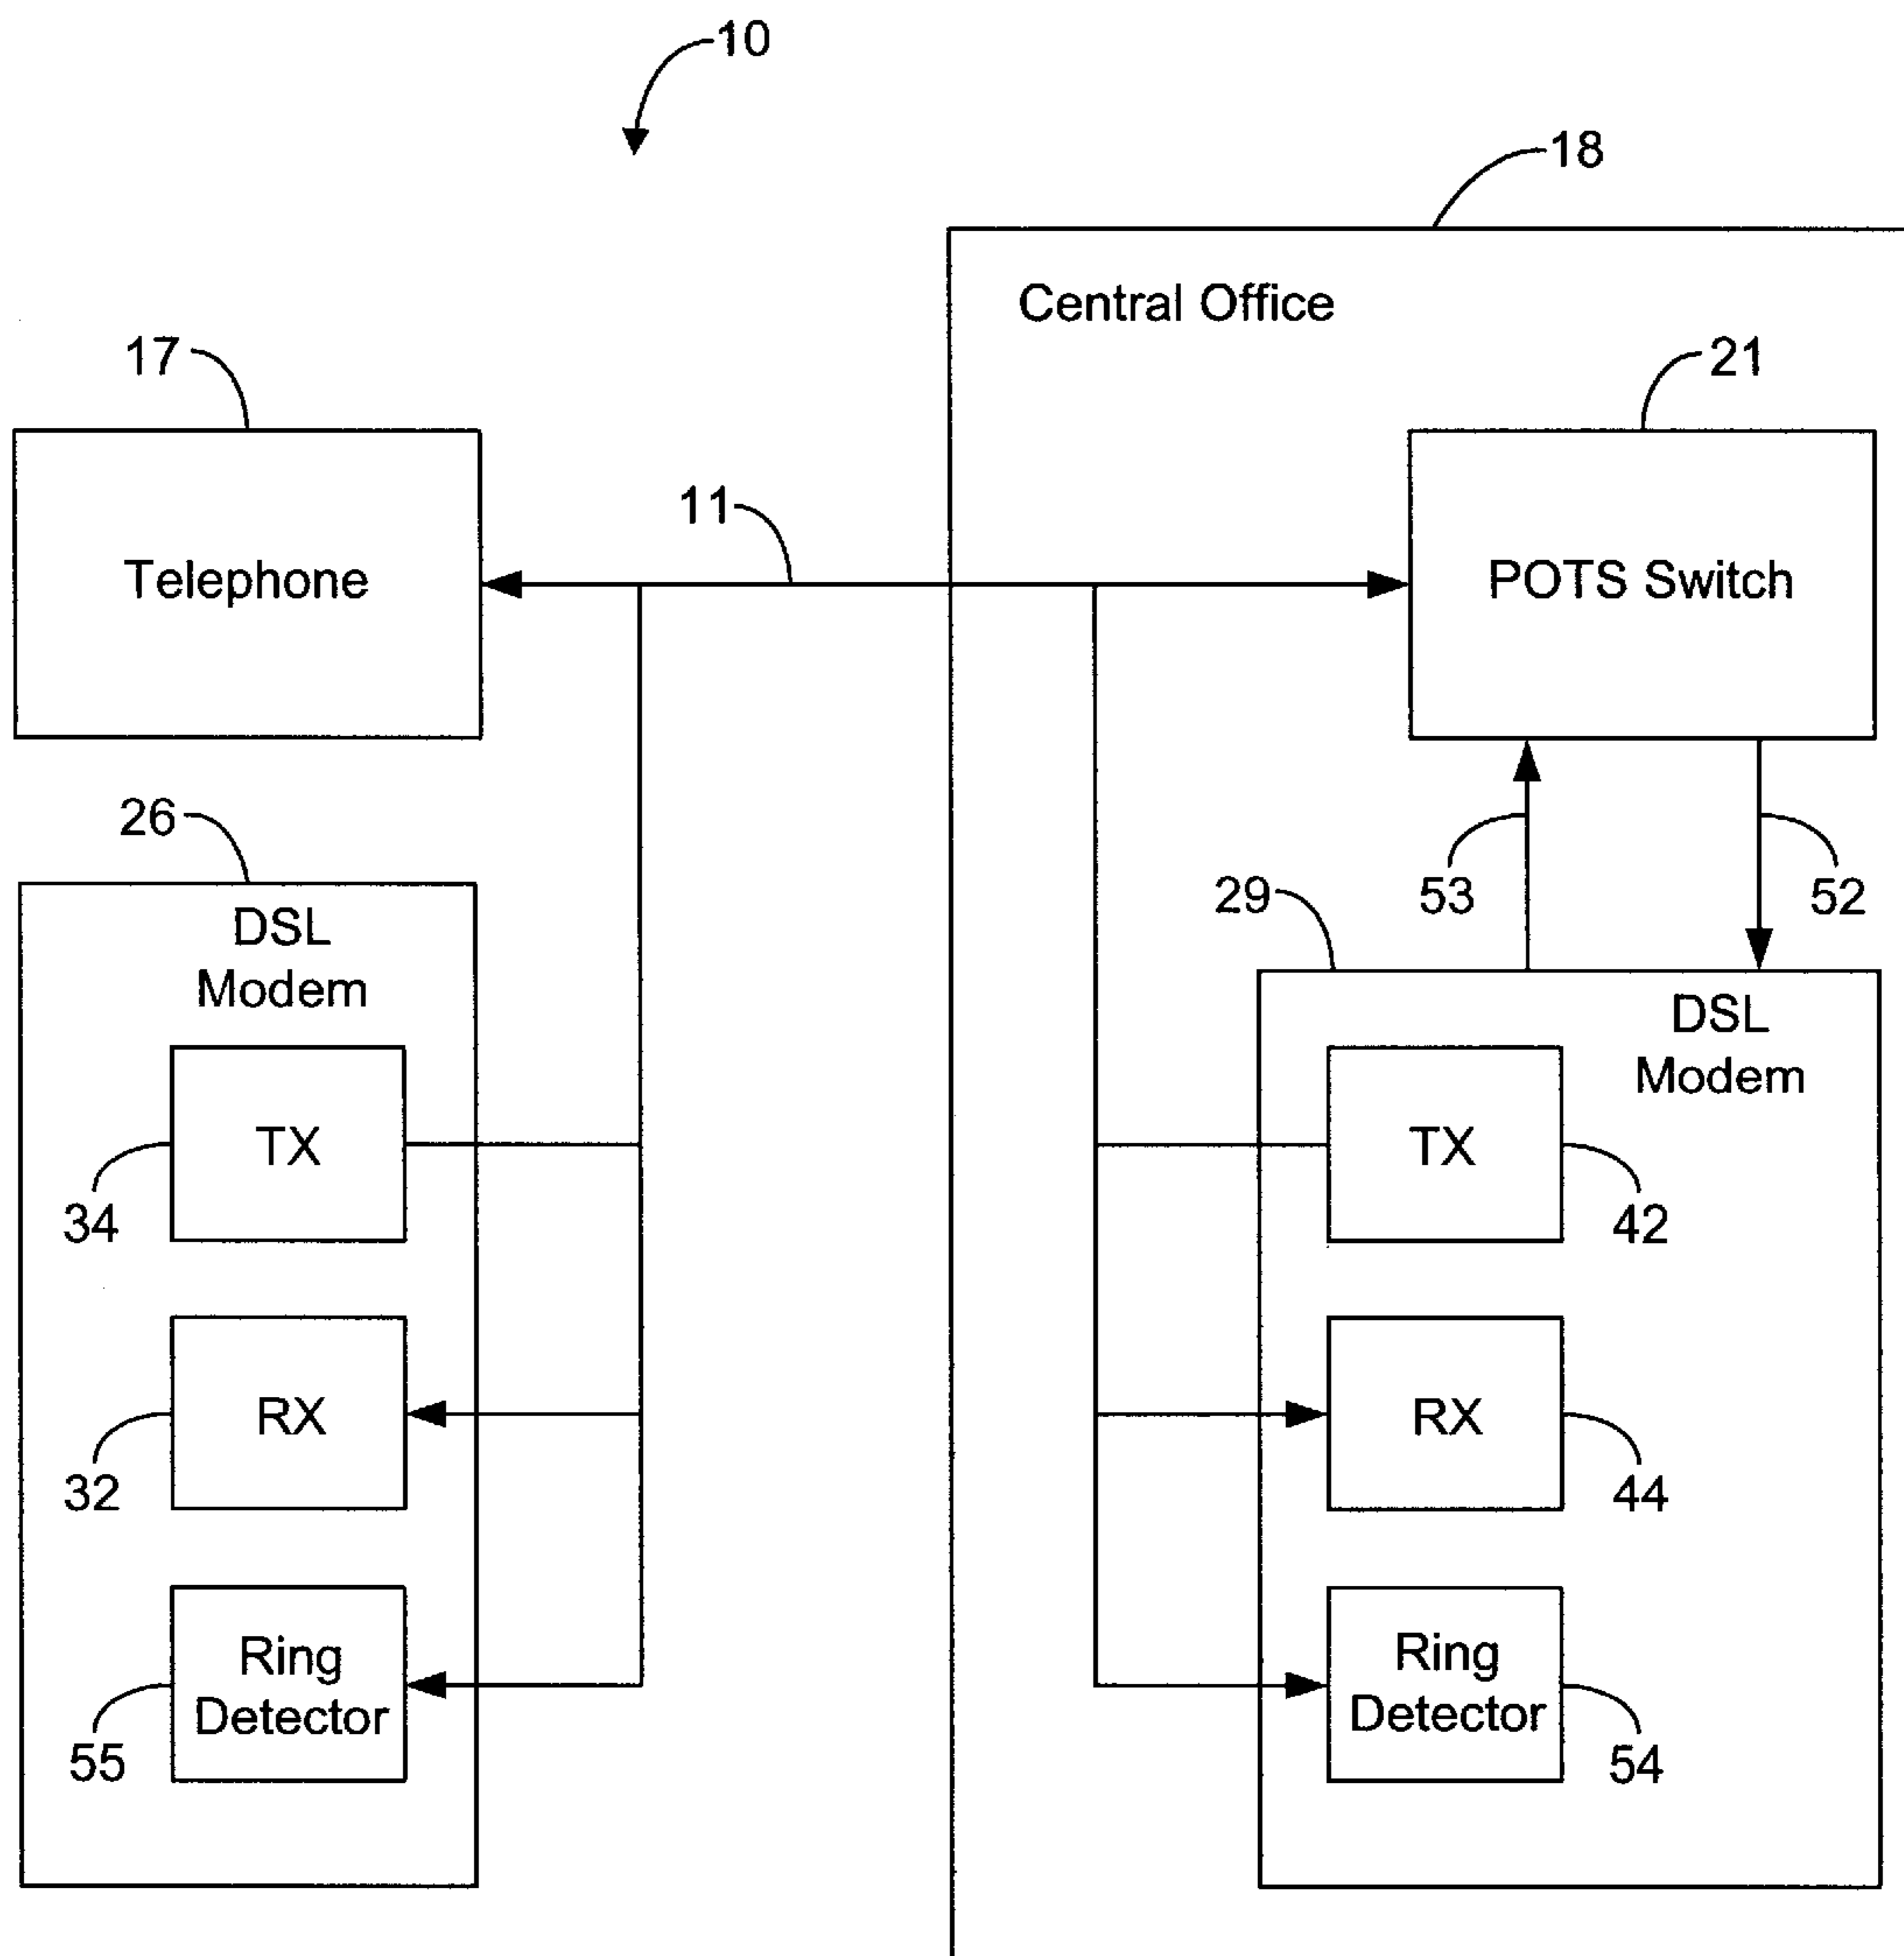 10
18
Central Office
17
21
11
Telephone
POTS Switch
26
53
52
29
DSL
Modem
DSL
Modem
TX
TX
34
42
RX
RX
32
44
Ring
Detector
Ring
Detector
55
54